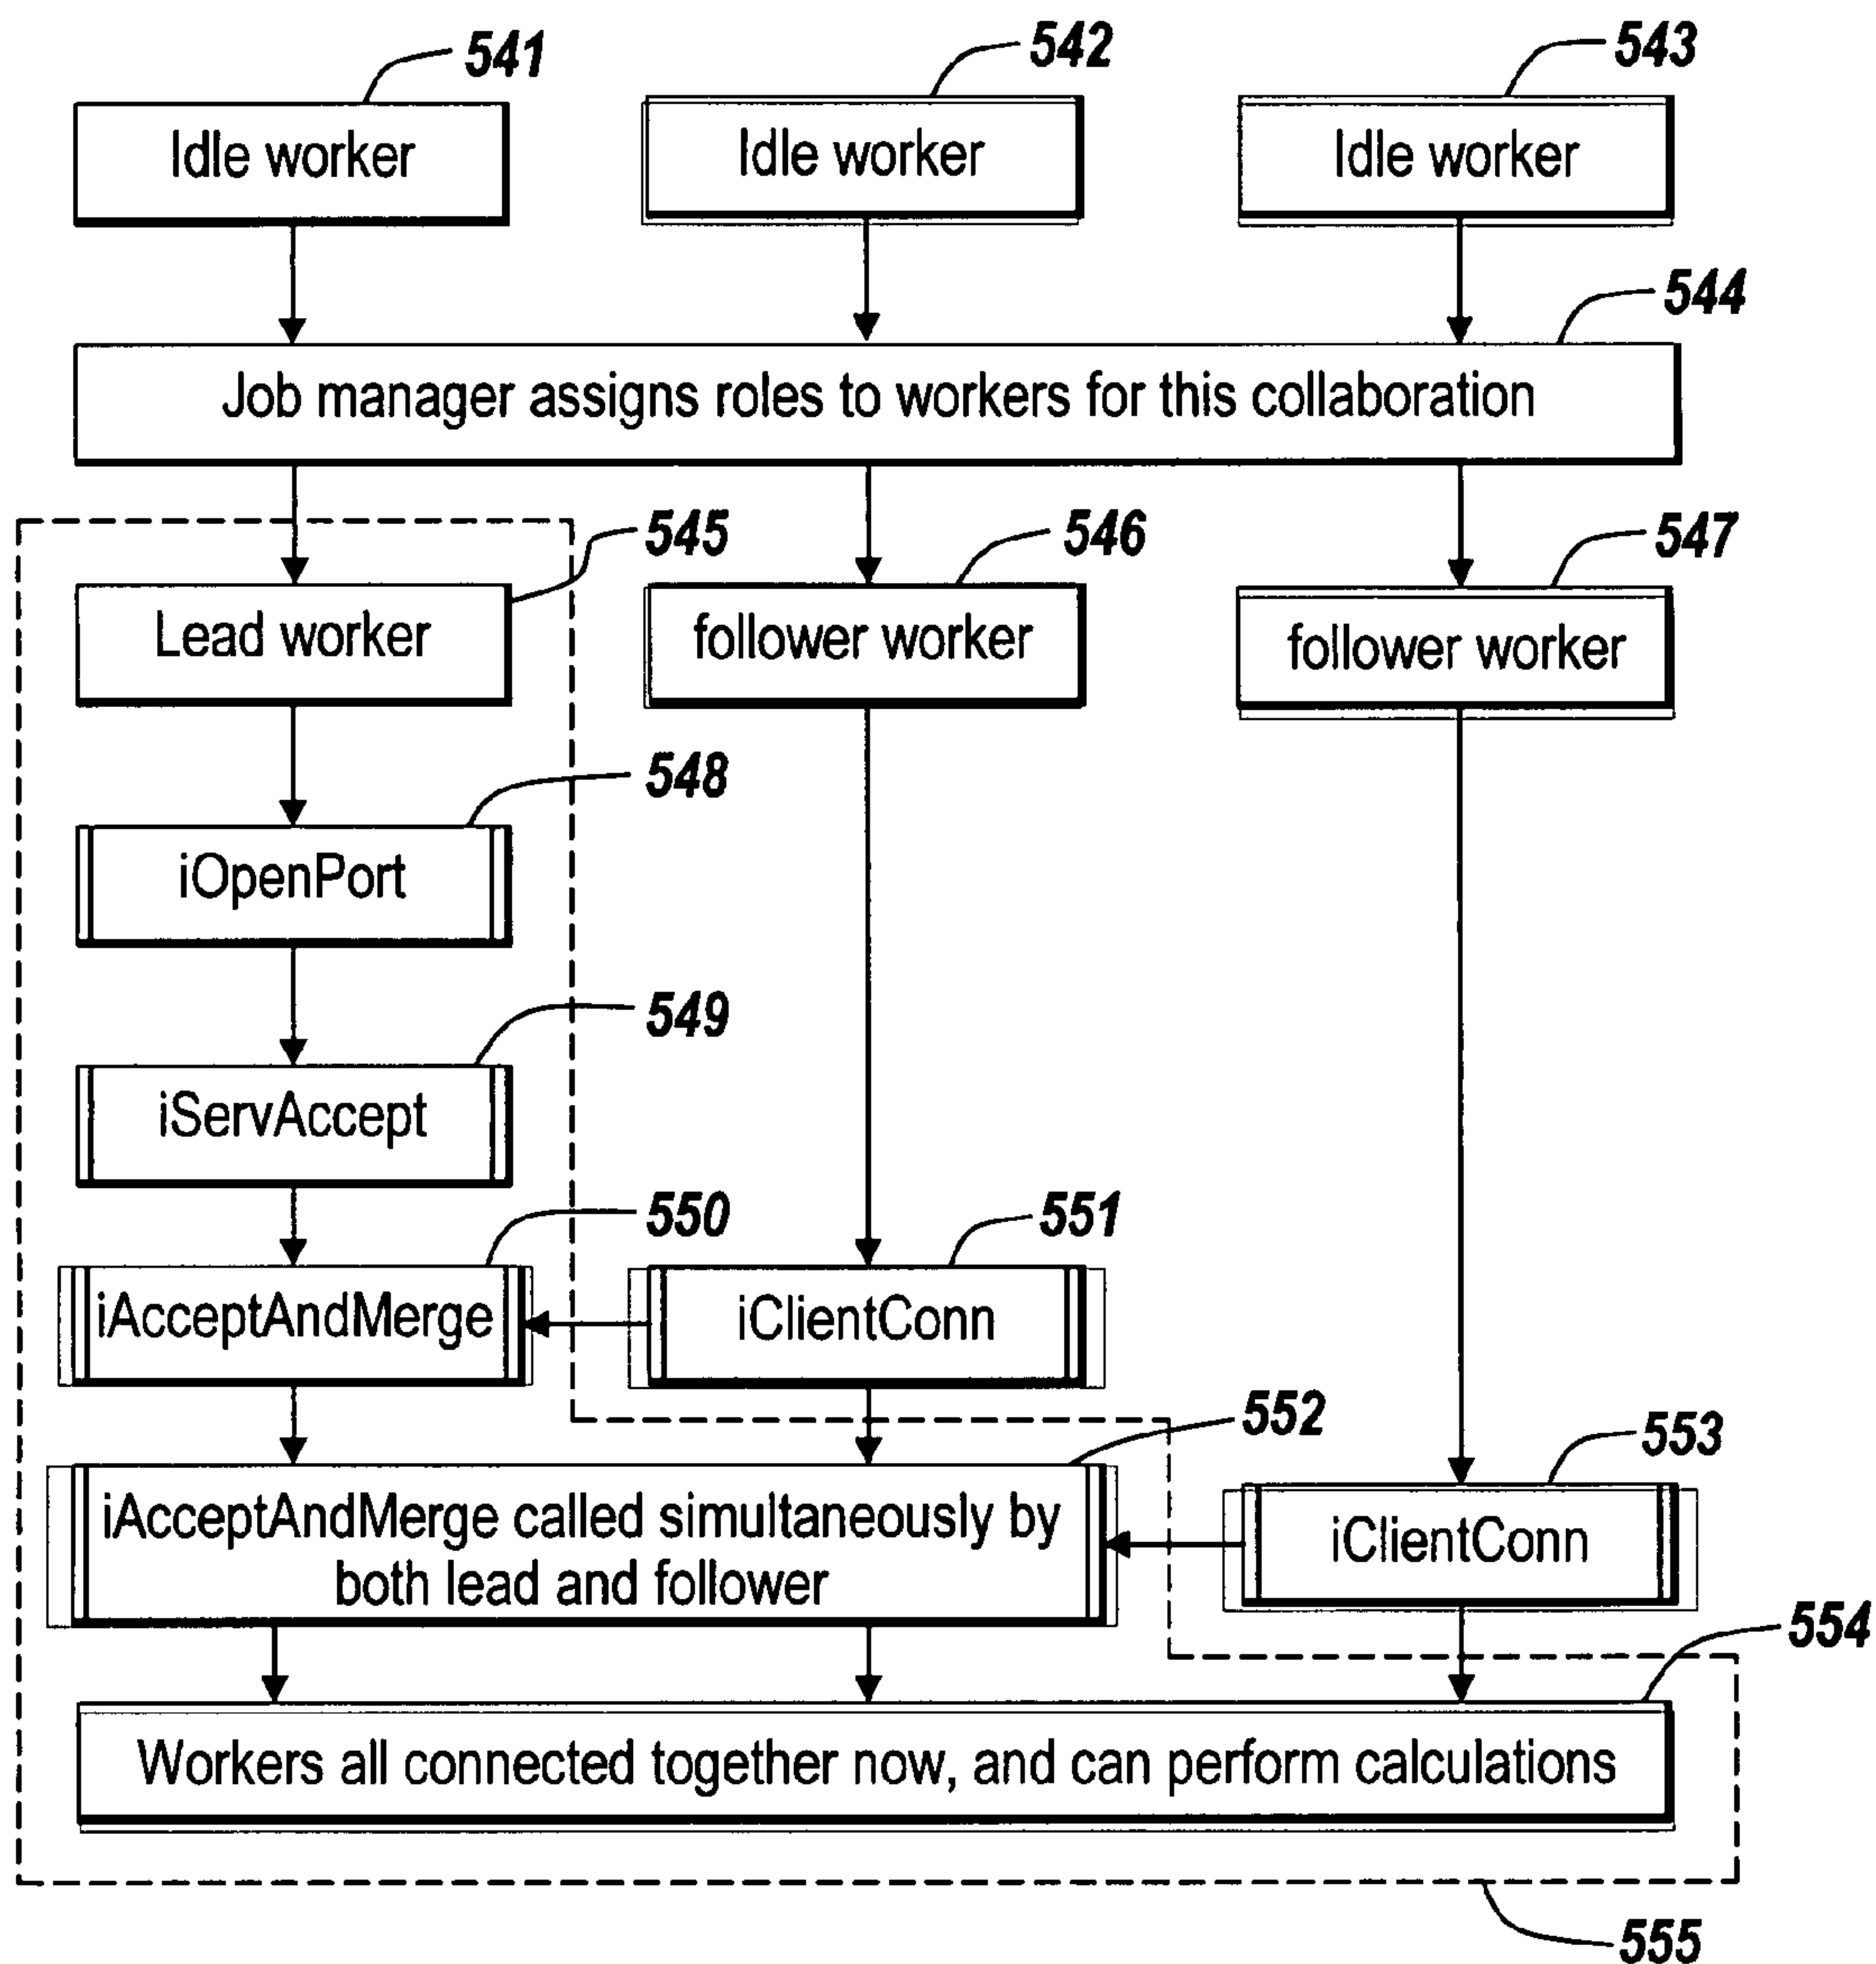 541
542
543
Idle worker
Idle worker
Idle worker
544
Job manager assigns roles to workers for this collaboration
545
546
547
Lead worker
follower worker
follower worker
548
iOpenPort
549
iServAccept
550
551
iAcceptAndMerge
iClientConn
552
553
iAcceptAndMerge called simultaneously by
both lead and follower
iClientConn
554
Workers all connected together now, and can perform calculations
555